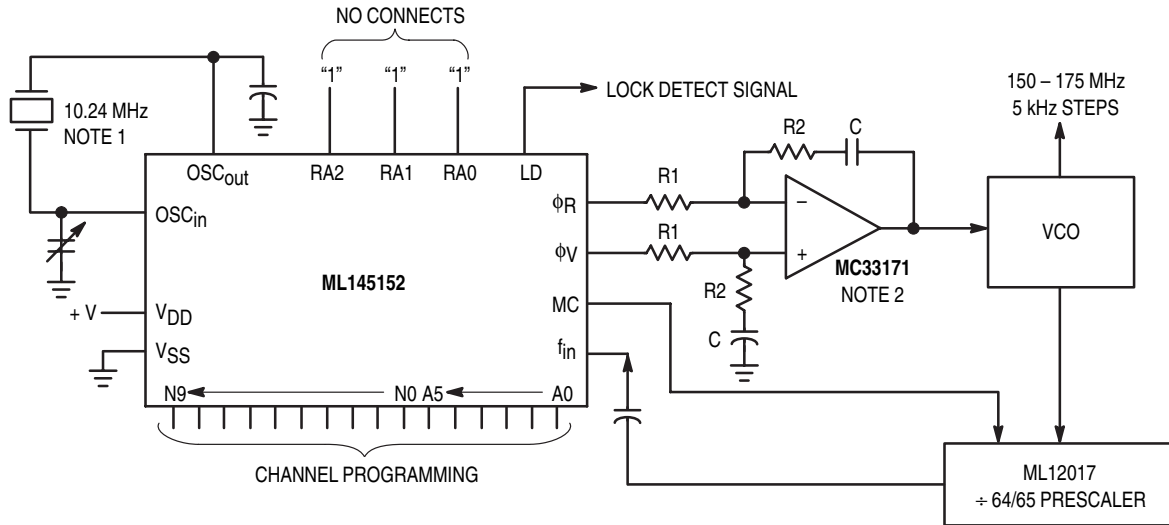 NO CONNECTS
"1" "1" "1"
10.24 MHz
NOTE 1
LOCK DETECT SIGNAL
150 – 175 MHz
5 kHz STEPS
OSCout
RA2
RA1
RA0
LD
OSCin
ϕR
ϕV
MC
fin
ML145152
+ V
VDD
VSS
N9
N0 A5
A0
CHANNEL PROGRAMMING
R1
R1
R2
C
–
+
MC33171
NOTE 2
R2
C
VCO
ML12017
÷ 64/65 PRESCALER